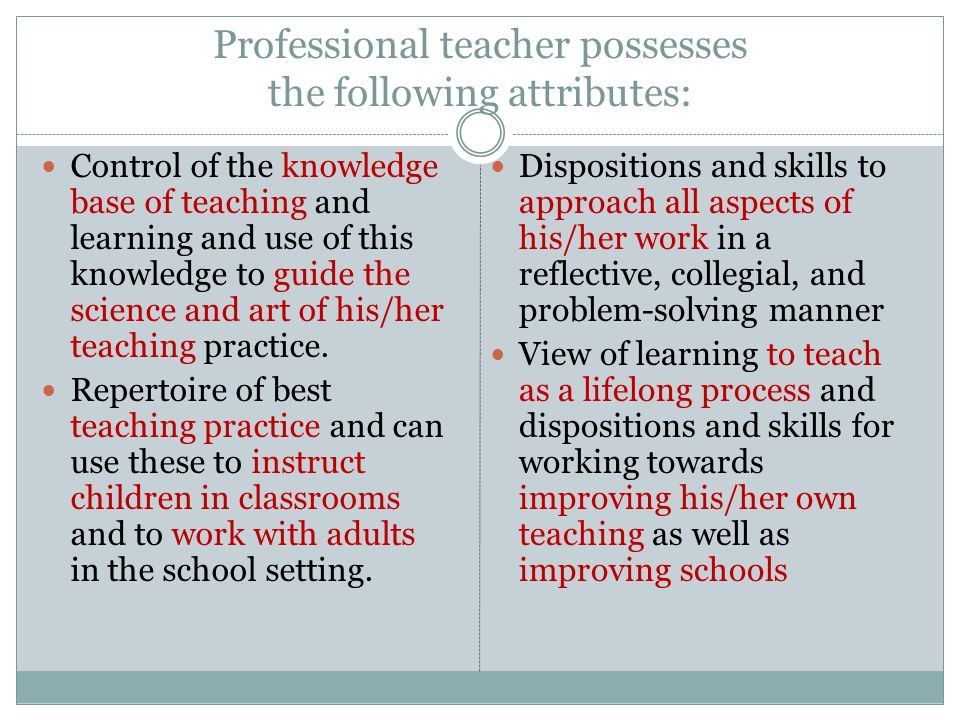 Professional teacher possesses
the following attributes:
Control of the knowledge
base of teaching and
learning and use of this
knowledge to guide the
science and art of his/her
teaching practice.
Repertoire of best
teaching practice and can
use these to instruct
children in classrooms
and to work with adults
in the school setting.
Dispositions and skills to
approach all aspects of
his/her work in a
reflective, collegial, and
problem-solving manner
View of learning to teach
as a lifelong process and
dispositions and skills for
working towards
improving his/her own
teaching as well as
improving schools